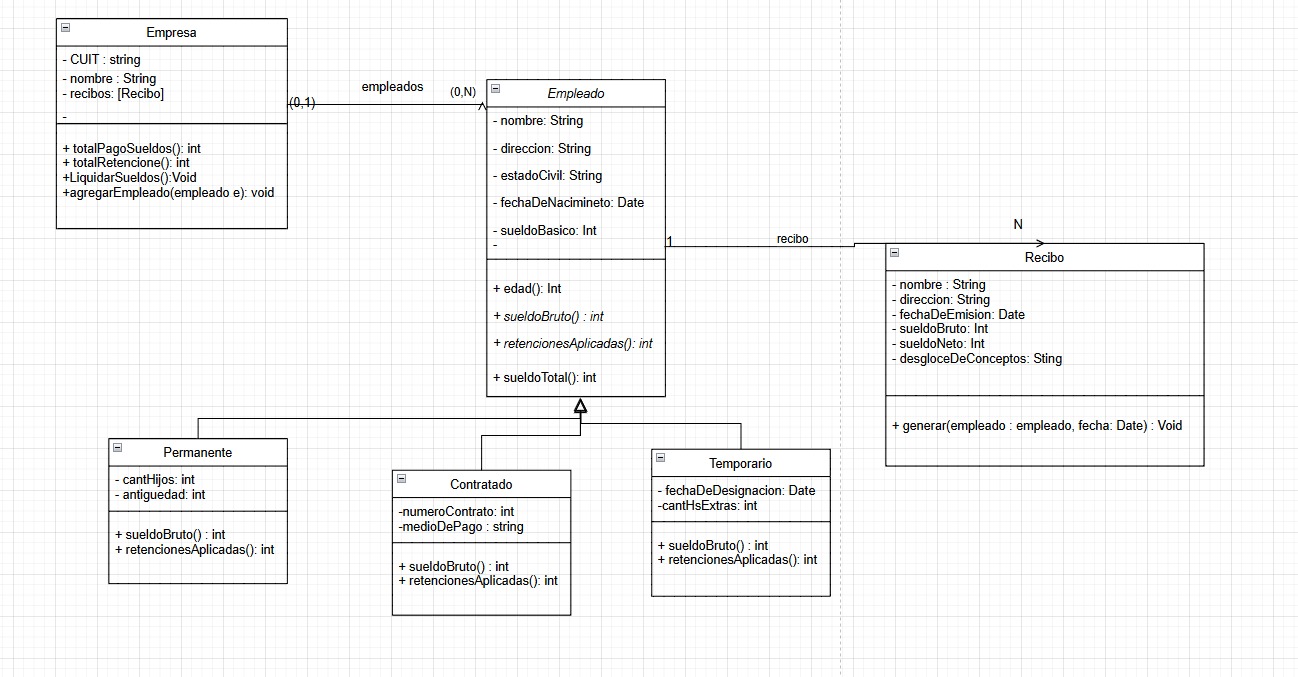 Empresa
- CUIT : string
- nombre : String
- recibos: [Recibo]
-
+ totalPagoSueldos(): int
+ totalRetencione(): int
+LiquidarSueldos():Void
+agregarEmpleado(empleado e): void
(0,1)
empleados
(0,N)
Empleado
- nombre: String
- direccion: String
- estadoCivil: String
- fechaDeNacimineto: Date
- sueldoBasico: Int
-
+ edad(): Int
+ sueldoBruto() : int
+ retencionesAplicadas(): int
+ sueldoTotal(): int
1
recibo
N
Recibo
- nombre : String
- direccion: String
- fechaDeEmision: Date
- sueldoBruto: Int
- sueldoNeto: Int
- desgloceDeConceptos: Sting
+ generar(empleado : empleado, fecha: Date) : Void
Permanente
- cantHijos: int
- antiguedad: int
+ sueldoBruto() : int
+ retencionesAplicadas(): int
Contratado
-numeroContrato: int
-medioDePago : string
+ sueldoBruto() : int
+ retencionesAplicadas(): int
Temporario
- fechaDeDesignacion: Date
-cantHsExtras: int
+ sueldoBruto() : int
+ retencionesAplicadas(): int